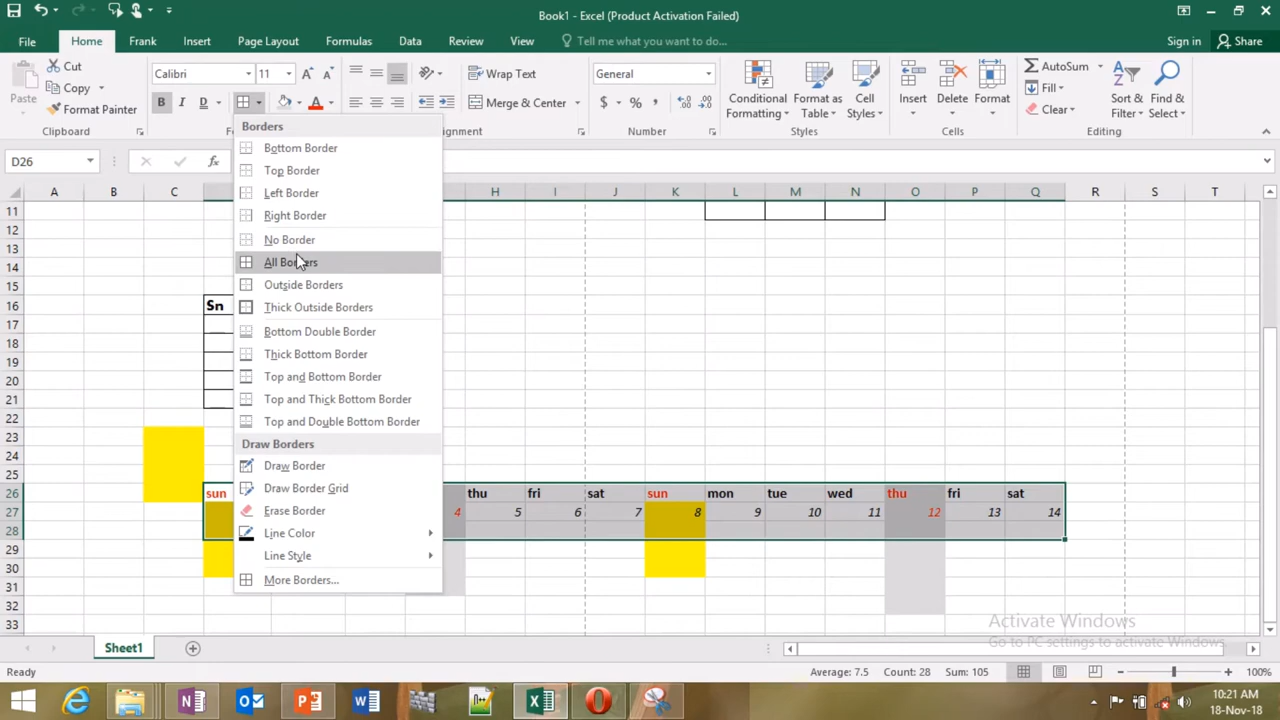 Book1 - Excel (Product Activation Failed)
File Home Frank Insert Page Layout Formulas Data Review View Tell me what you want to do... Sign in Share
Cut
Copy
Format Painter
Paste
Clipboard
Calibri 11
B I D
Wrap Text
Merge & Center
lignment
General
$ % ,
Number
Conditional Formatting
Format as Table
Cell Styles
Styles
Insert Delete Format
Cells
AutoSum
Fill
Clear
Sort & Filter
Find & Select
Editing
D26
fx
A B C H I J K L M N O P Q R S T
Borders
Bottom Border
Top Border
Left Border
Right Border
No Border
All Borders
Outside Borders
Thick Outside Borders
Bottom Double Border
Thick Bottom Border
Top and Bottom Border
Top and Thick Bottom Border
Top and Double Bottom Border
Draw Borders
Draw Border
Draw Border Grid
Erase Border
Line Color
Line Style
More Borders...
11
12
13
14
15
16 Sn
17
18
19
20
21
22
23
24
25
26 sun thu fri sat sun mon tue wed thu fri sat
27 4 5 6 7 8 9 10 11 12 13 14
28
29
30
31
32
33
Activate Windows
Go to PC settings to activate Windows.
Sheet1
Ready Average: 7.5 Count: 28 Sum: 105 100%
10:21 AM
18-Nov-18